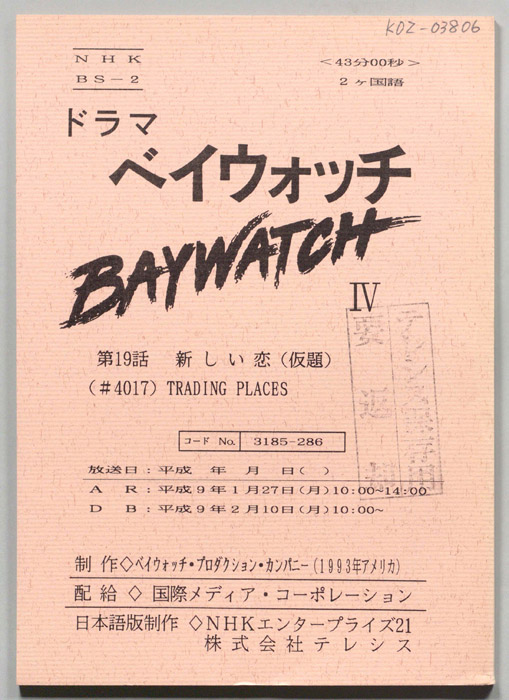 KDZ-03806
NHK
BS-2
<43分00秒>
2ヶ国語
ドラマ
ベイウォッチ
BAYWATCH
IV
第19話 新しい恋(仮題)
(#4017) TRADING PLACES
コード No. 3185-286
放送日:平成 年 月 日( )
A R:平成9年1月27日(月)10:00~14:00
D B:平成9年2月10日(月)10:00~
制作◇ベイウォッチ・プロダクション・カンパニー(1993年アメリカ)
配給◇国際メディア・コーポレーション
日本語版制作◇NHKエンタープライズ21
株式会社テレシス
要返却